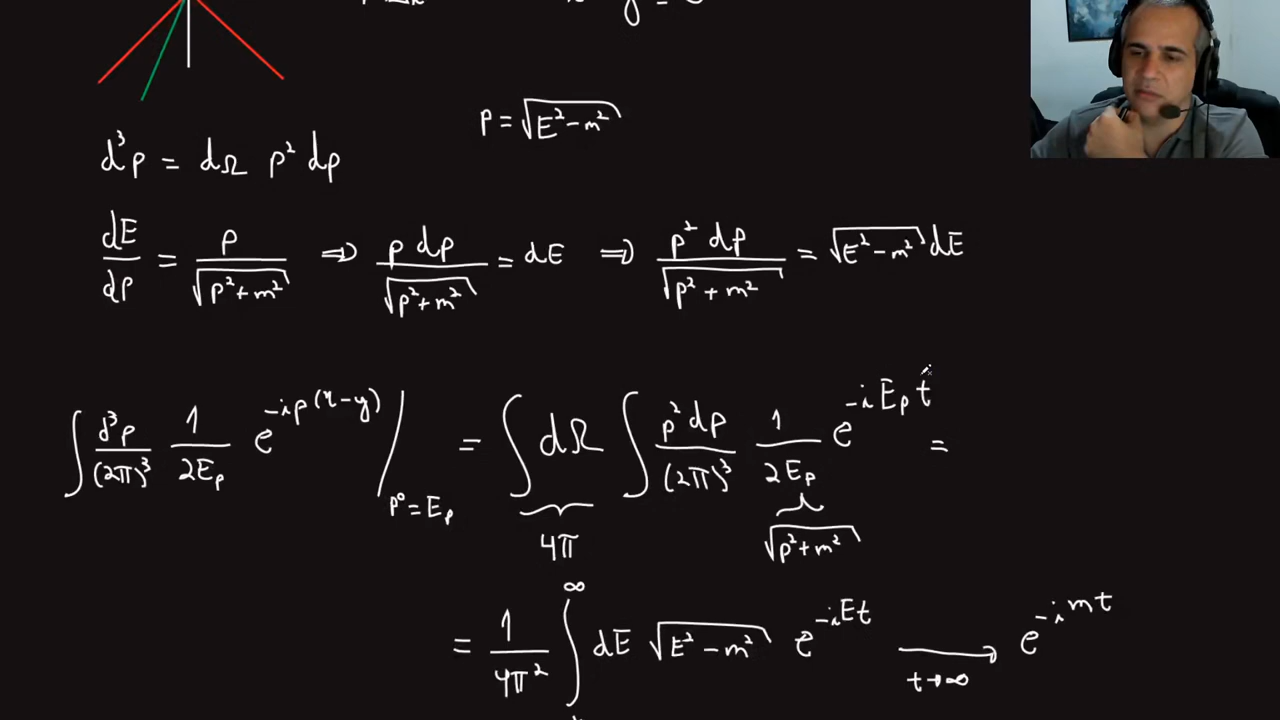 p = √(E² − m²)
d³p = dΩ p² dp
dE/dp = p/√(p² + m²) ⇒ p dp/√(p² + m²) = dE ⇒ p² dp/√(p² + m²) = √(E² − m²) dE
∫ d³p/(2π)³ 1/(2E_p) e^{−ip(x−y)} |_{p⁰ = E_p} = ∫ dΩ ∫ p² dp/(2π)³ 1/(2E_p) e^{−iE_p t} =
4π √(p² + m²)
= 1/(4π²) ∫^∞ dE √(E² − m²) e^{−iEt} ⟶_{t→∞} e^{−imt}